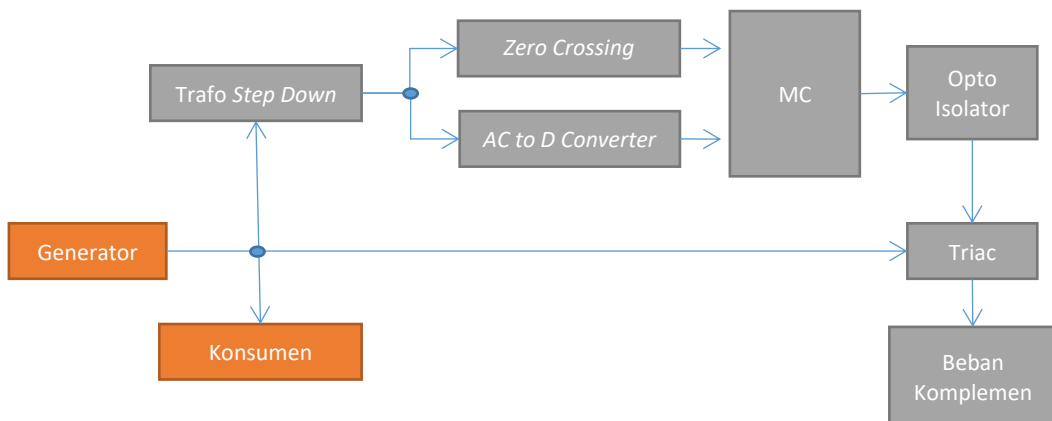 Zero Crossing
Trafo Step Down
AC to D Converter
MC
Opto
Isolator
Generator
Triac
Konsumen
Beban
Komplemen